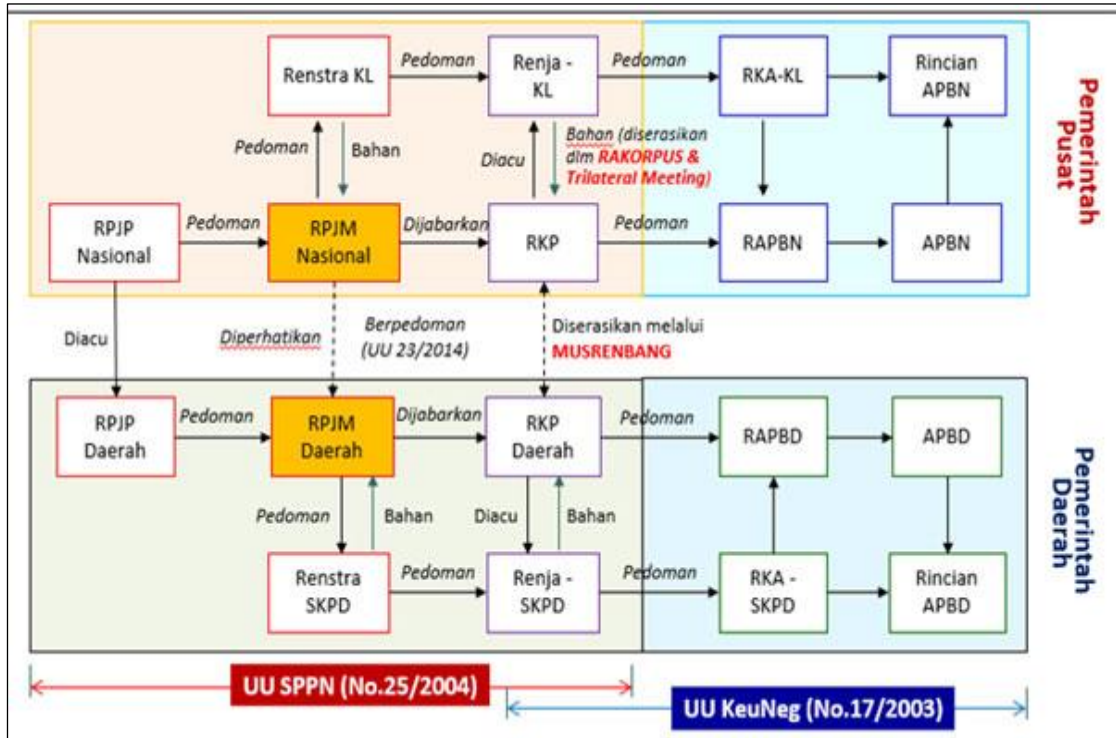 Renstra KL
Pedoman
Renja -
KL
Pedoman
RKA-KL
Rincian
APBN
Pedoman
Bahan
Diacu
Bahan (diserasikan
dlm RAKORPUS &
Trilateral Meeting)
RPJP
Nasional
Pedoman
RPJM
Nasional
Dijabarkan
RKP
Pedoman
RAPBN
APBN
Pemerintah
Pusat
Diacu
Diperhatikan
Berpedoman
(UU 23/2014)
Diserasikan melalui
MUSRENBANG
RPJP
Daerah
Pedoman
RPJM
Daerah
Dijabarkan
RKP
Daerah
Pedoman
RAPBD
APBD
Pedoman
Bahan
Diacu
Bahan
Renstra
SKPD
Pedoman
Renja -
SKPD
Pedoman
RKA -
SKPD
Rincian
APBD
Pemerintah
Daerah
UU SPPN (No.25/2004)
UU KeuNeg (No.17/2003)